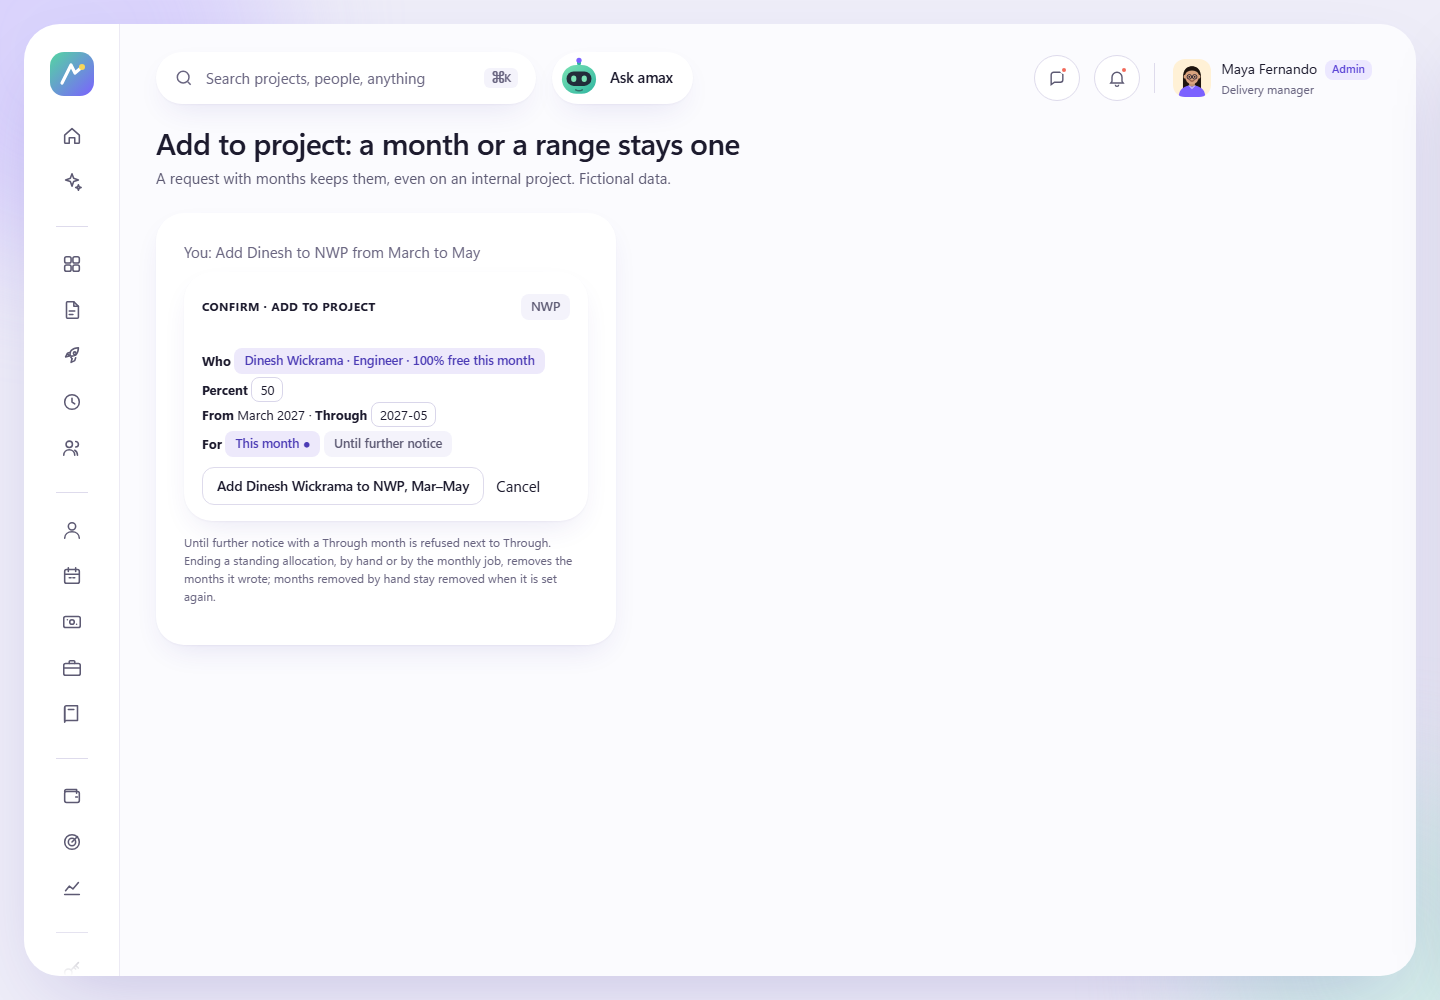 Search projects, people, anything
⌘K
Ask amax
Maya Fernando
Admin
Delivery manager
Add to project: a month or a range stays one
A request with months keeps them, even on an internal project. Fictional data.
You: Add Dinesh to NWP from March to May
CONFIRM · ADD TO PROJECT
NWP
Who Dinesh Wickrama · Engineer · 100% free this month
Percent 50
From March 2027 · Through 2027-05
For This month ● Until further notice
Add Dinesh Wickrama to NWP, Mar–May
Cancel
Until further notice with a Through month is refused next to Through.
Ending a standing allocation, by hand or by the monthly job, removes the
months it wrote; months removed by hand stay removed when it is set
again.